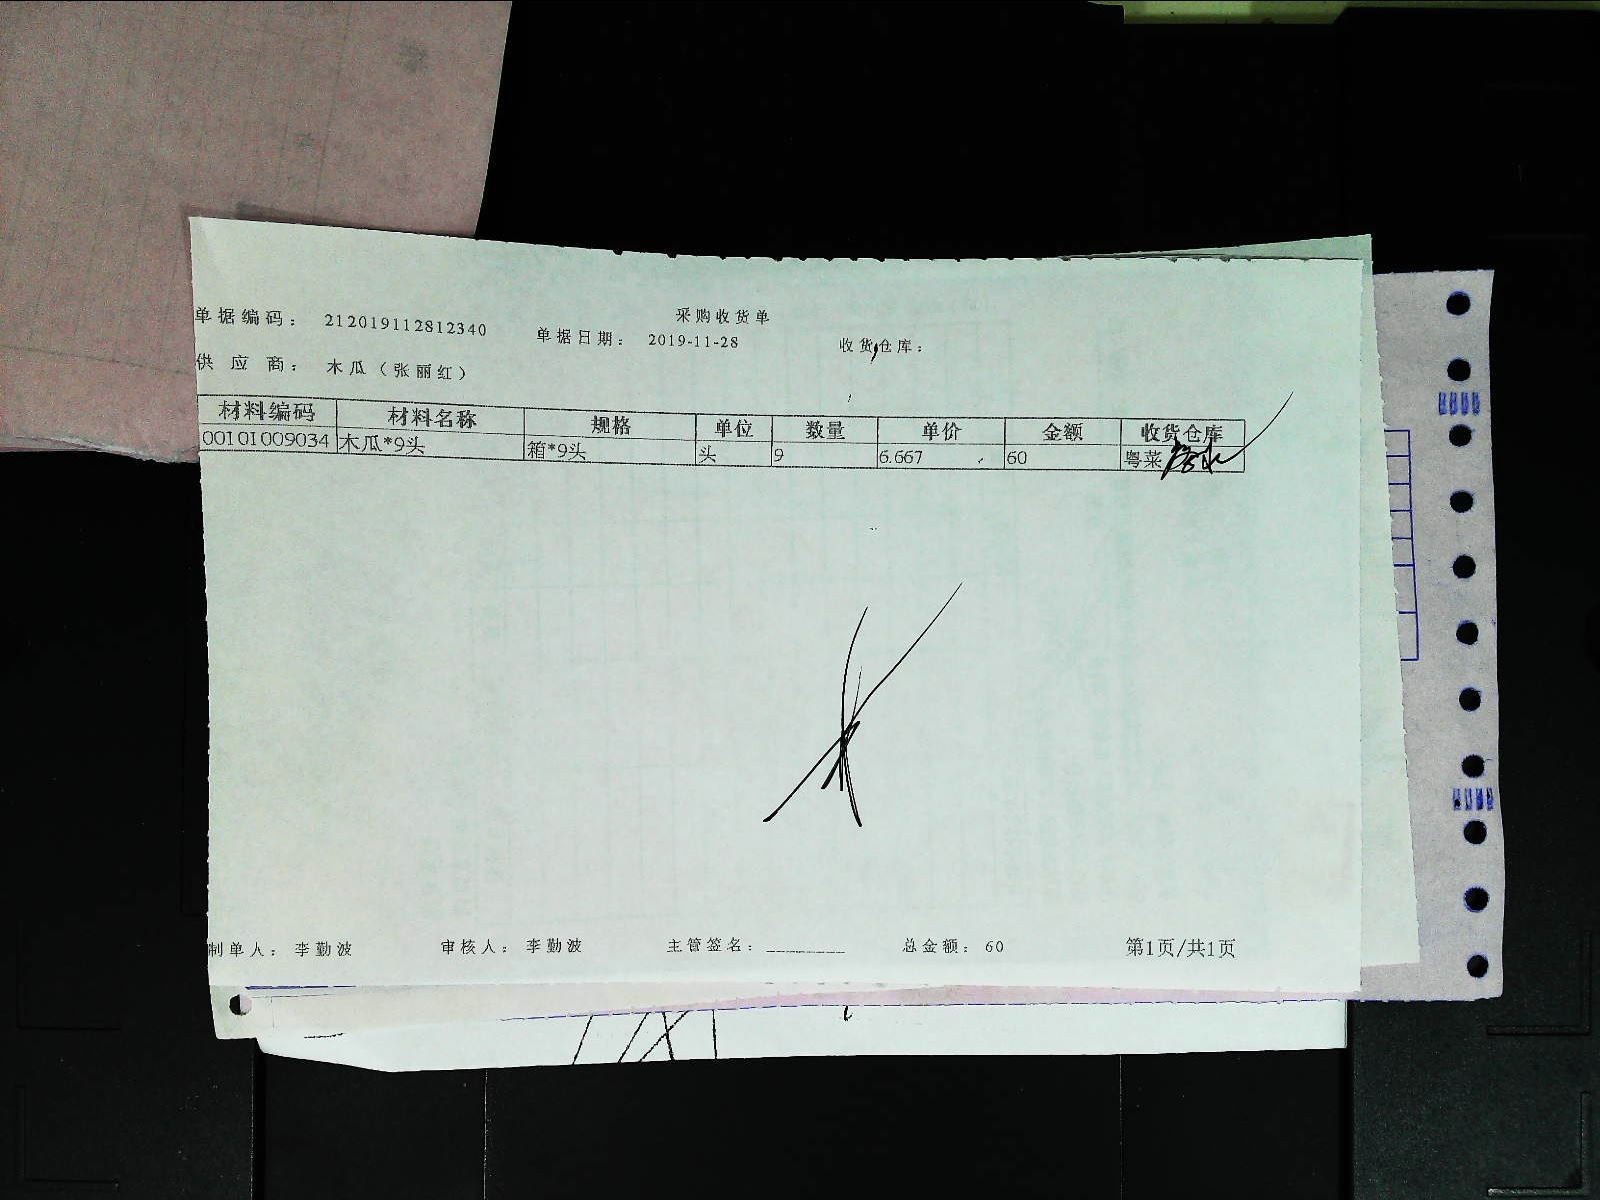 采购收货单
单据编码： 212019112812340 单据日期： 2019-11-28 收货仓库：
供 应 商： 木瓜（张丽红）
材料编码 材料名称 规格 单位 数量 单价 金额 收货仓库
00101009034 木瓜*9头 箱*9头 头 9 6.667 60 粤菜
制单人： 李勤波 审核人： 李勤波 主管签名：________ 总金额： 60 第1页/共1页